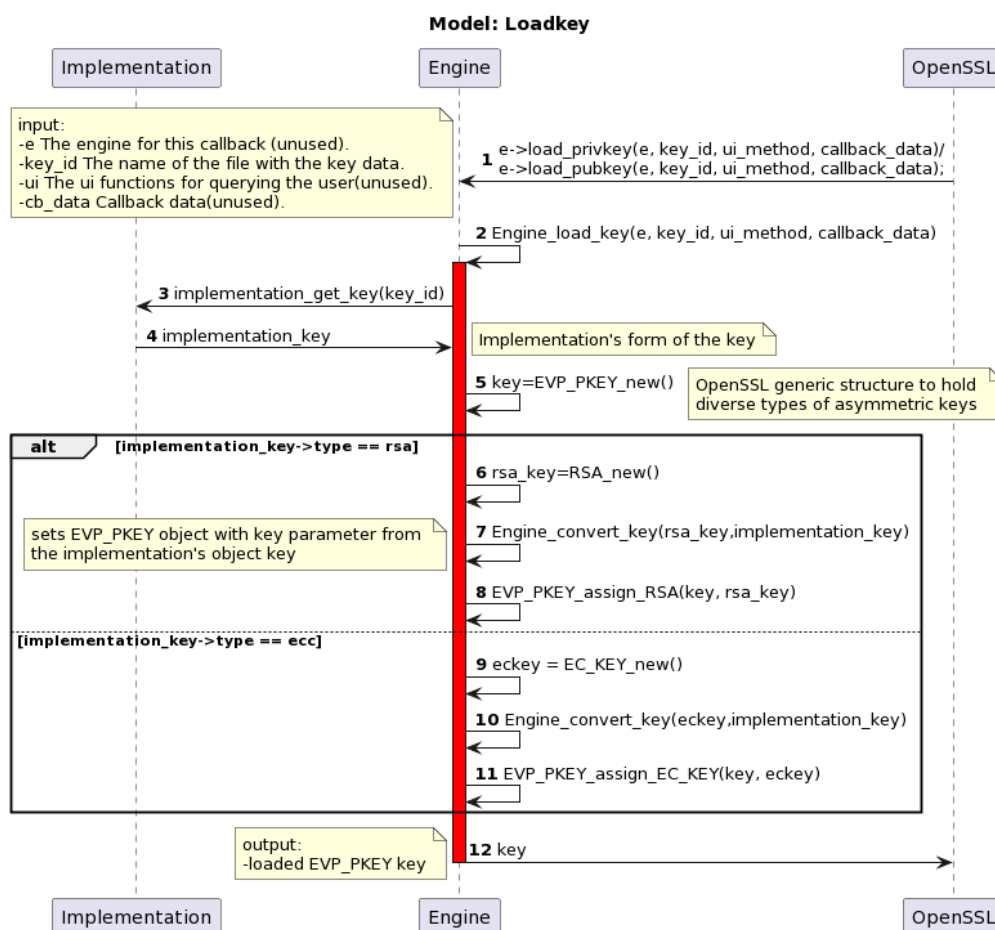 Model: Loadkey
Implementation
Engine
OpenSSL
input:
-e The engine for this callback (unused).
-key_id The name of the file with the key data.
-ui The ui functions for querying the user(unused).
-cb_data Callback data(unused).
1 e->load_privkey(e, key_id, ui_method, callback_data)/
e->load_pubkey(e, key_id, ui_method, callback_data);
2 Engine_load_key(e, key_id, ui_method, callback_data)
3 implementation_get_key(key_id)
4 implementation_key
Implementation's form of the key
5 key=EVP_PKEY_new()
OpenSSL generic structure to hold
diverse types of asymmetric keys
alt [implementation_key->type == rsa]
6 rsa_key=RSA_new()
7 Engine_convert_key(rsa_key,implementation_key)
sets EVP_PKEY object with key parameter from
the implementation's object key
8 EVP_PKEY_assign_RSA(key, rsa_key)
[implementation_key->type == ecc]
9 eckey = EC_KEY_new()
10 Engine_convert_key(eckey,implementation_key)
11 EVP_PKEY_assign_EC_KEY(key, eckey)
output:
-loaded EVP_PKEY key
12 key
Implementation
Engine
OpenSSL